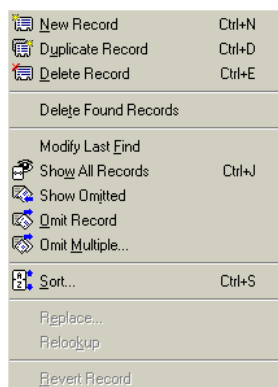 New Record Ctrl+N
Duplicate Record Ctrl+D
Delete Record Ctrl+E
Delete Found Records
Modify Last Find
Show All Records Ctrl+J
Show Omitted
Omit Record
Omit Multiple...
Sort... Ctrl+S
Replace...
Relookup
Revert Record